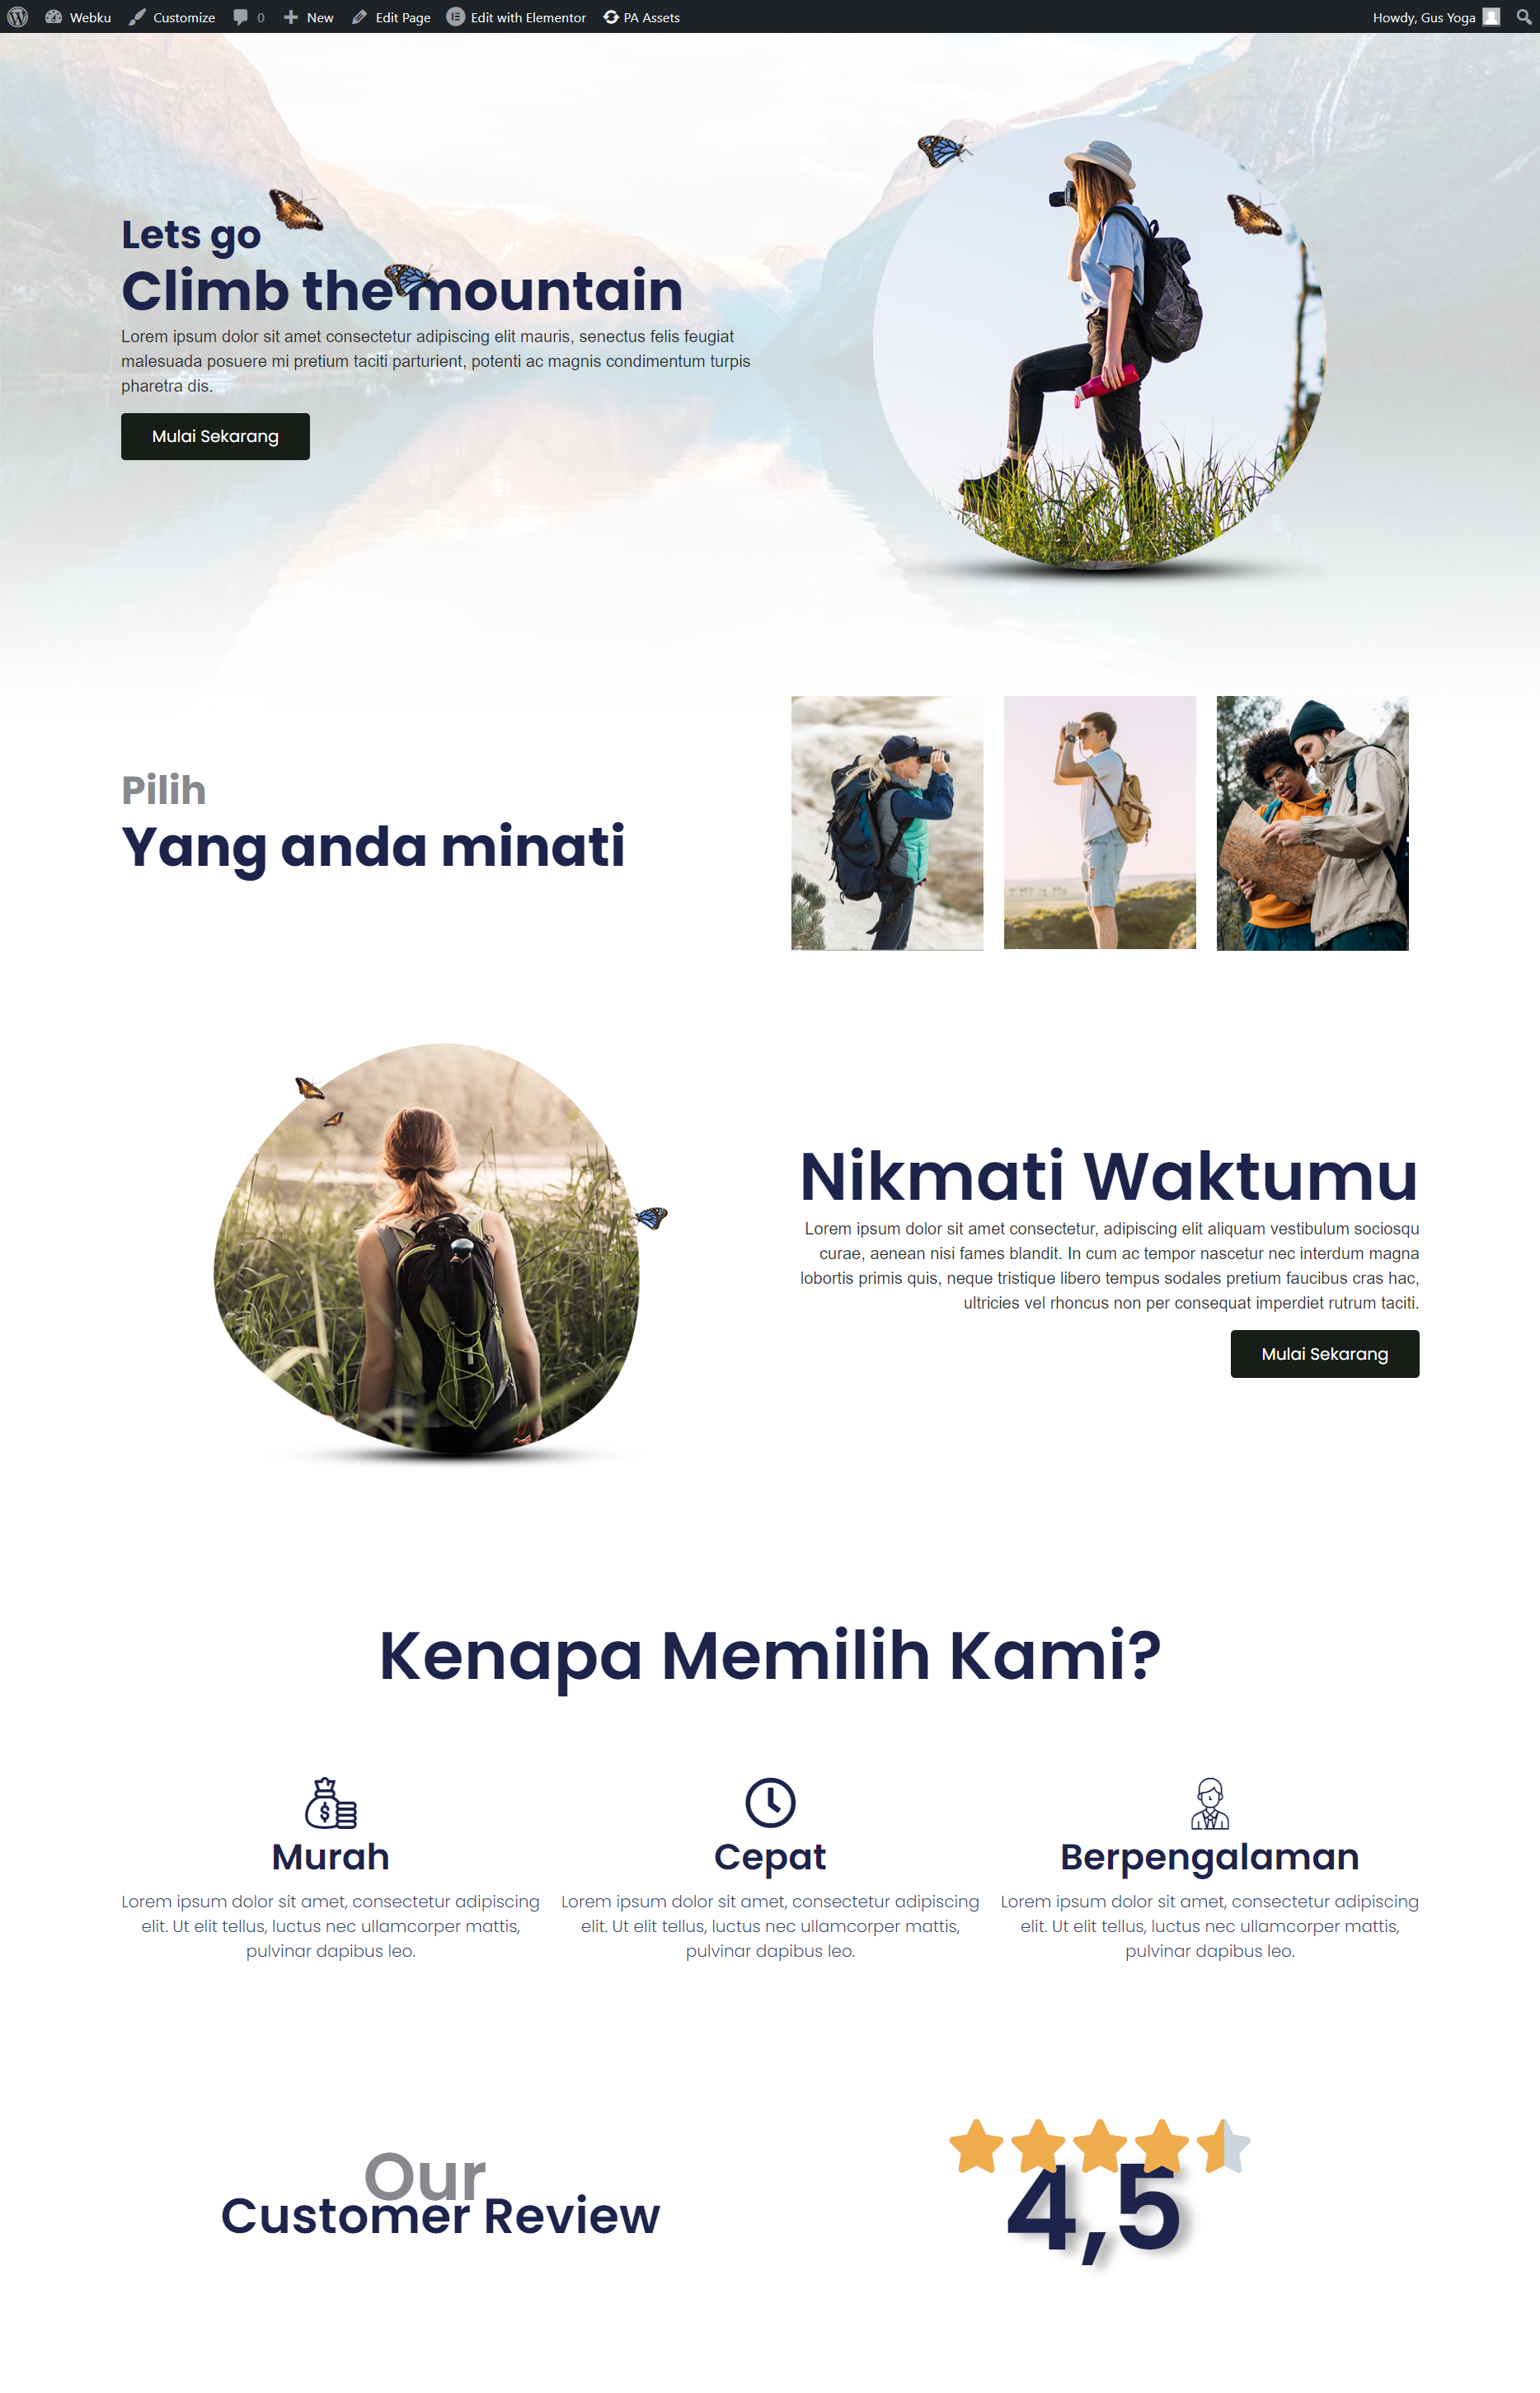 Webku Customize 0 New Edit Page Edit with Elementor PA Assets Howdy, Gus Yoga
Lets go
Climb the mountain
Lorem ipsum dolor sit amet consectetur adipiscing elit mauris, senectus felis feugiat
malesuada posuere mi pretium taciti parturient, potenti ac magnis condimentum turpis
pharetra dis.
Mulai Sekarang
Pilih
Yang anda minati
Nikmati Waktumu
Lorem ipsum dolor sit amet consectetur, adipiscing elit aliquam vestibulum sociosqu
curae, aenean nisi fames blandit. In cum ac tempor nascetur nec interdum magna
lobortis primis quis, neque tristique libero tempus sodales pretium faucibus cras hac,
ultricies vel rhoncus non per consequat imperdiet rutrum taciti.
Mulai Sekarang
Kenapa Memilih Kami?
Murah
Lorem ipsum dolor sit amet, consectetur adipiscing
elit. Ut elit tellus, luctus nec ullamcorper mattis,
pulvinar dapibus leo.
Cepat
Lorem ipsum dolor sit amet, consectetur adipiscing
elit. Ut elit tellus, luctus nec ullamcorper mattis,
pulvinar dapibus leo.
Berpengalaman
Lorem ipsum dolor sit amet, consectetur adipiscing
elit. Ut elit tellus, luctus nec ullamcorper mattis,
pulvinar dapibus leo.
Our
Customer Review
4,5